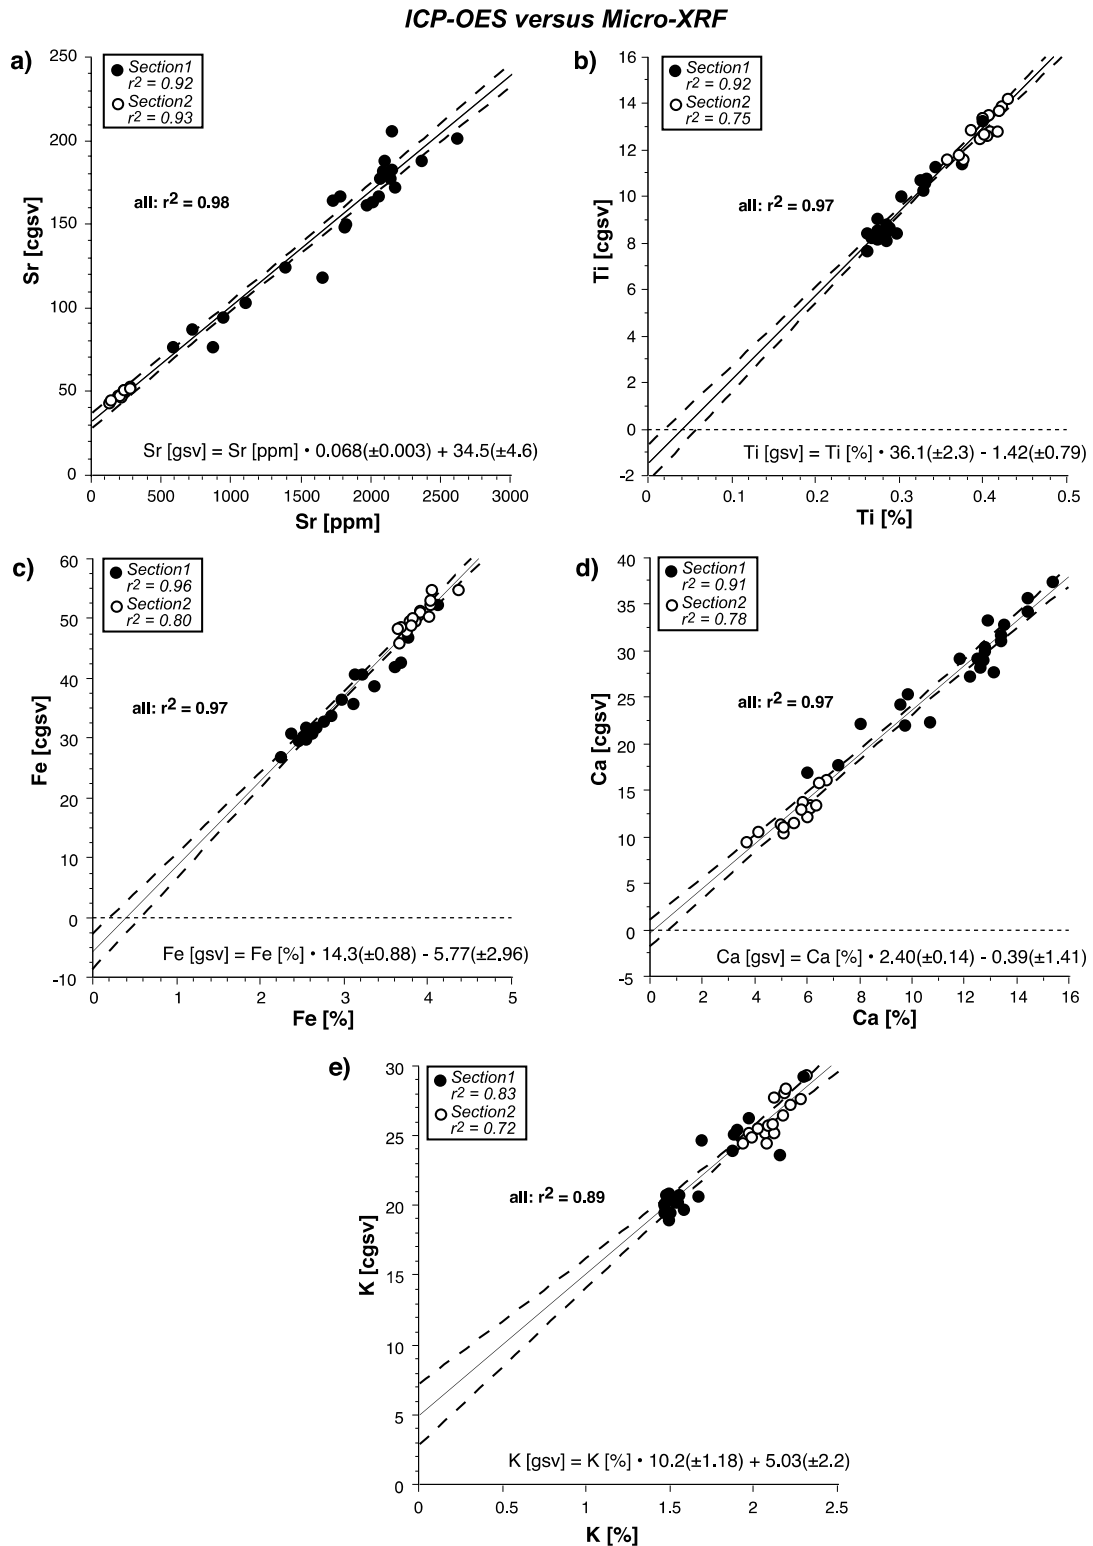 ICP-OES versus Micro-XRF
a)
Section1
r2 = 0.92
Section2
r2 = 0.93
all: r2 = 0.98
Sr [gsv] = Sr [ppm] • 0.068(±0.003) + 34.5(±4.6)
Sr [cgsv]
250
200
150
100
50
0
0 500 1000 1500 2000 2500 3000
Sr [ppm]
b)
Section1
r2 = 0.92
Section2
r2 = 0.75
all: r2 = 0.97
Ti [gsv] = Ti [%] • 36.1(±2.3) - 1.42(±0.79)
Ti [cgsv]
16
14
12
10
8
6
4
2
0
-2
0 0.1 0.2 0.3 0.4 0.5
Ti [%]
c)
Section1
r2 = 0.96
Section2
r2 = 0.80
all: r2 = 0.97
Fe [gsv] = Fe [%] • 14.3(±0.88) - 5.77(±2.96)
Fe [cgsv]
60
50
40
30
20
10
0
-10
0 1 2 3 4 5
Fe [%]
d)
Section1
r2 = 0.91
Section2
r2 = 0.78
all: r2 = 0.97
Ca [gsv] = Ca [%] • 2.40(±0.14) - 0.39(±1.41)
Ca [cgsv]
40
35
30
25
20
15
10
5
0
-5
0 2 4 6 8 10 12 14 16
Ca [%]
e)
Section1
r2 = 0.83
Section2
r2 = 0.72
all: r2 = 0.89
K [gsv] = K [%] • 10.2(±1.18) + 5.03(±2.2)
K [cgsv]
30
25
20
15
10
5
0
0 0.5 1 1.5 2 2.5
K [%]